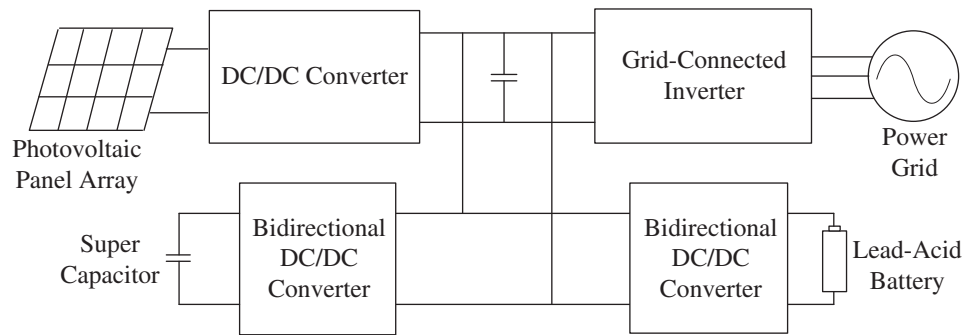 DC/DC Converter
Grid-Connected
Inverter
Photovoltaic
Panel Array
Power
Grid
Super
Capacitor
Bidirectional
DC/DC
Converter
Bidirectional
DC/DC
Converter
Lead-Acid
Battery